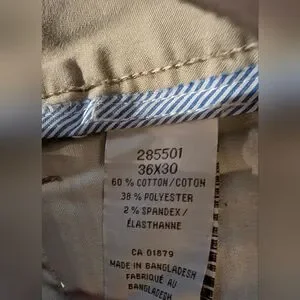 285501
36X30
60 % COTTON/COTON
38 % POLYESTER
2 % SPANDEX/
ÉLASTHANNE
CA 01879
MADE IN BANGLADESH
FABRIQUÉ AU
BANGLADESH